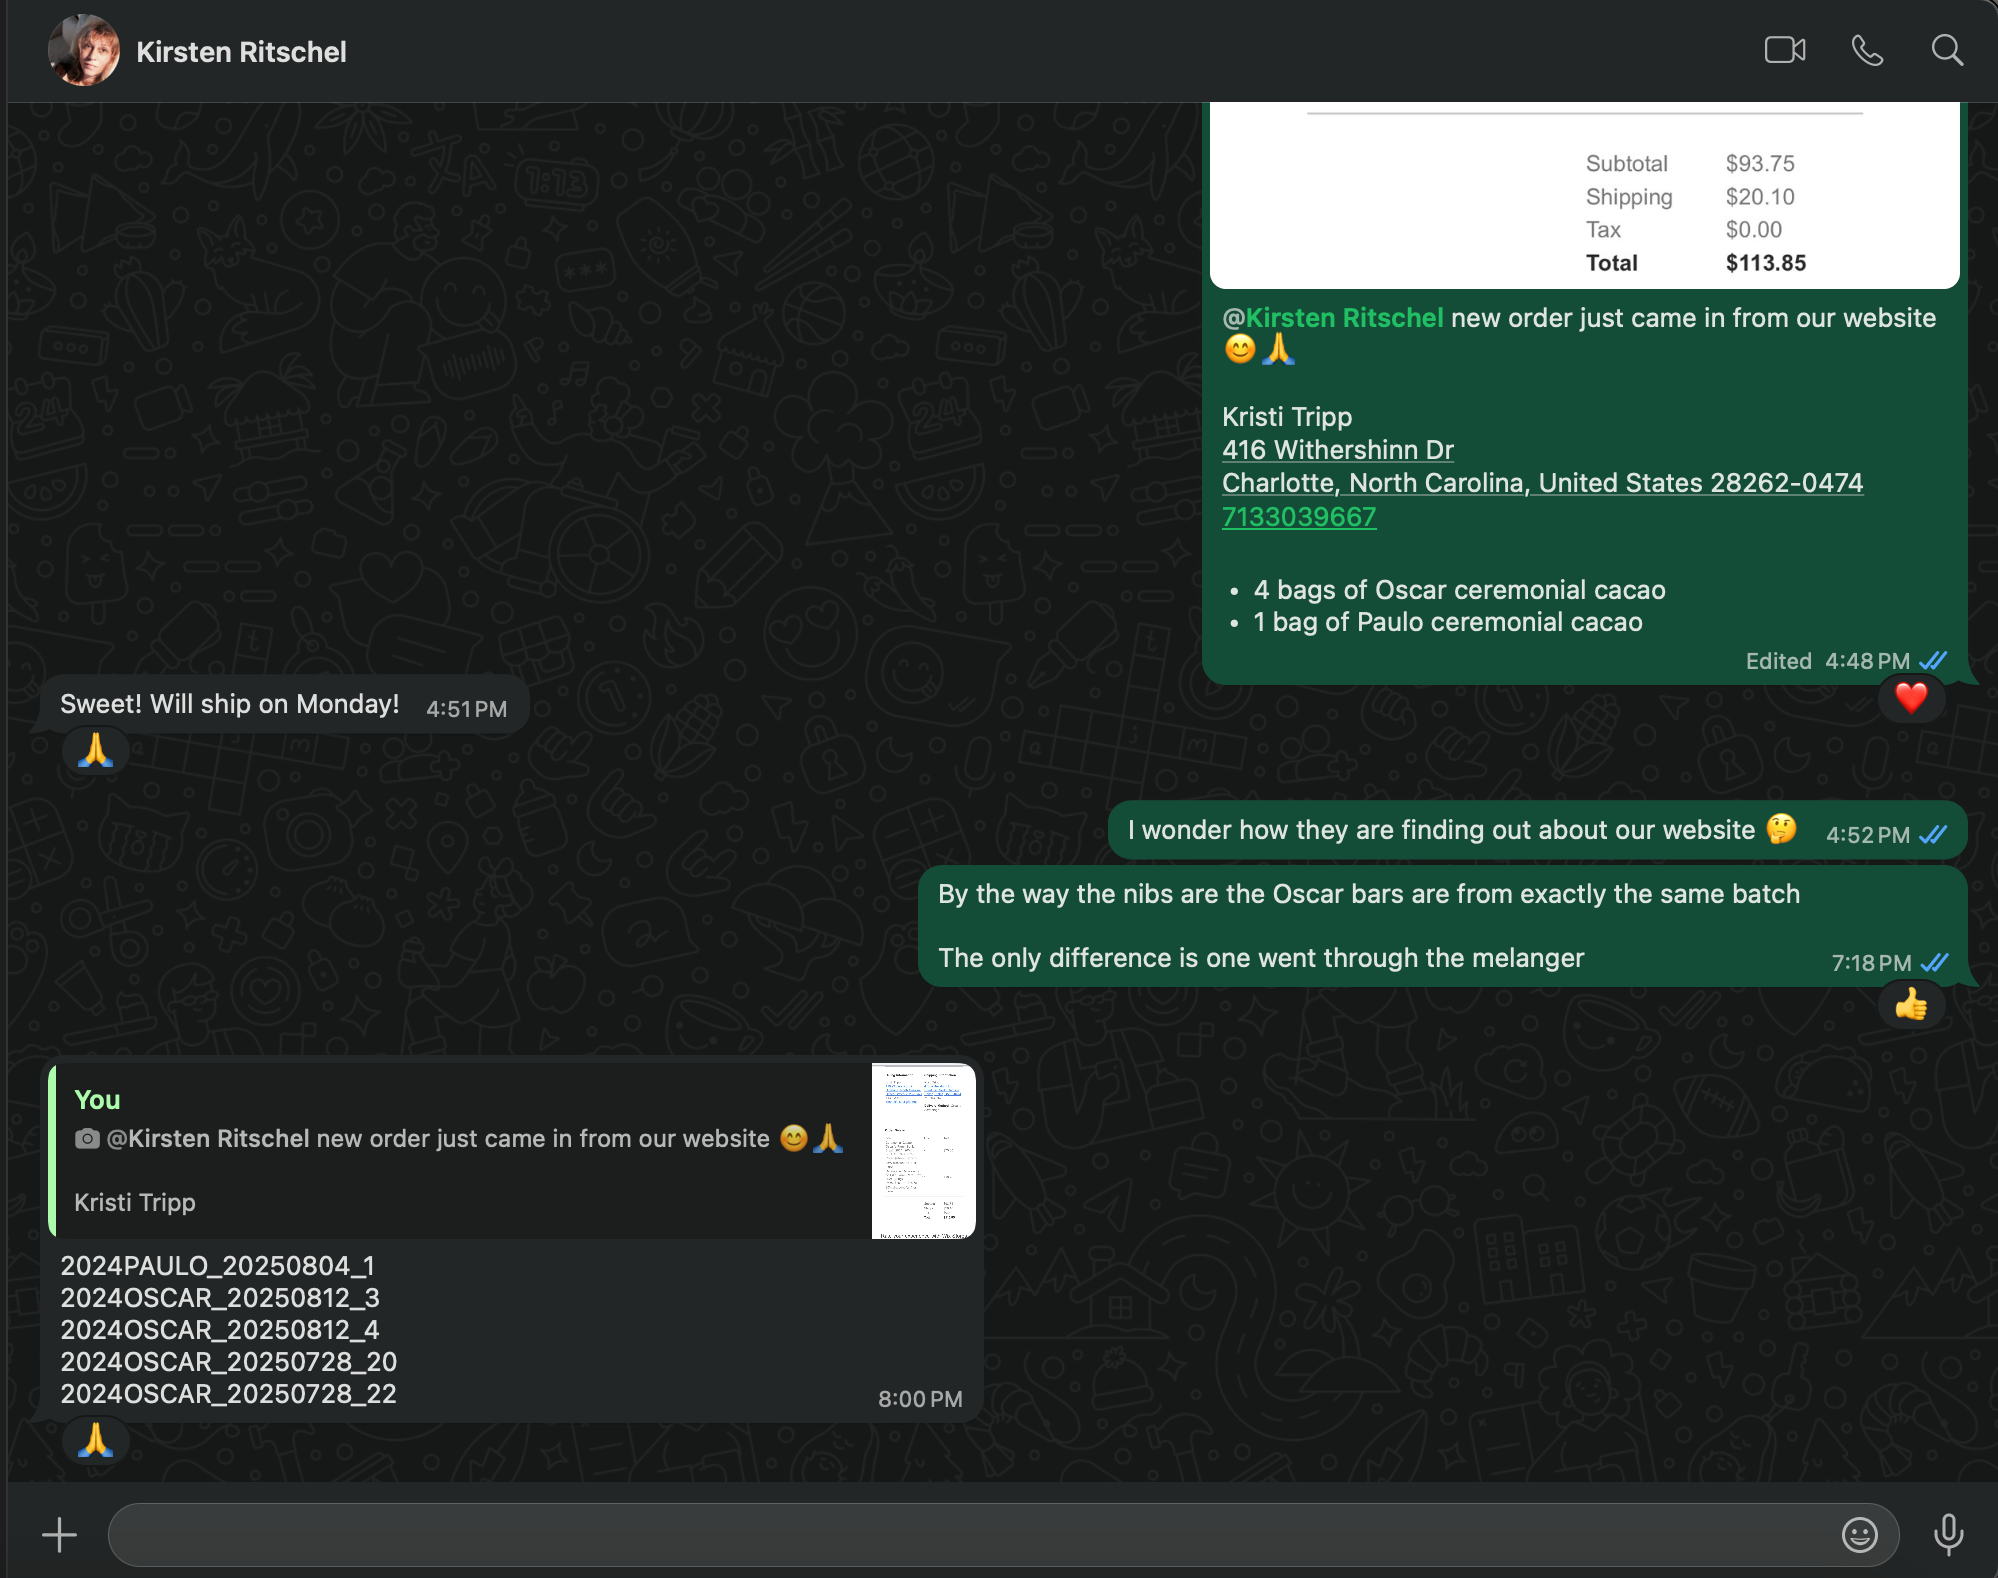 Kirsten Ritschel
Subtotal $93.75
Shipping $20.10
Tax $0.00
Total $113.85
@Kirsten Ritschel new order just came in from our website
😊🙏
Kristi Tripp
416 Withershinn Dr
Charlotte, North Carolina, United States 28262-0474
7133039667
• 4 bags of Oscar ceremonial cacao
• 1 bag of Paulo ceremonial cacao
Edited 4:48 PM
❤️
Sweet! Will ship on Monday! 4:51 PM
🙏
I wonder how they are finding out about our website 🤔 4:52 PM
By the way the nibs are the Oscar bars are from exactly the same batch
The only difference is one went through the melanger 7:18 PM
👍
You
@Kirsten Ritschel new order just came in from our website 😊🙏
Kristi Tripp
2024PAULO_20250804_1
2024OSCAR_20250812_3
2024OSCAR_20250812_4
2024OSCAR_20250728_20
2024OSCAR_20250728_22
8:00 PM
🙏